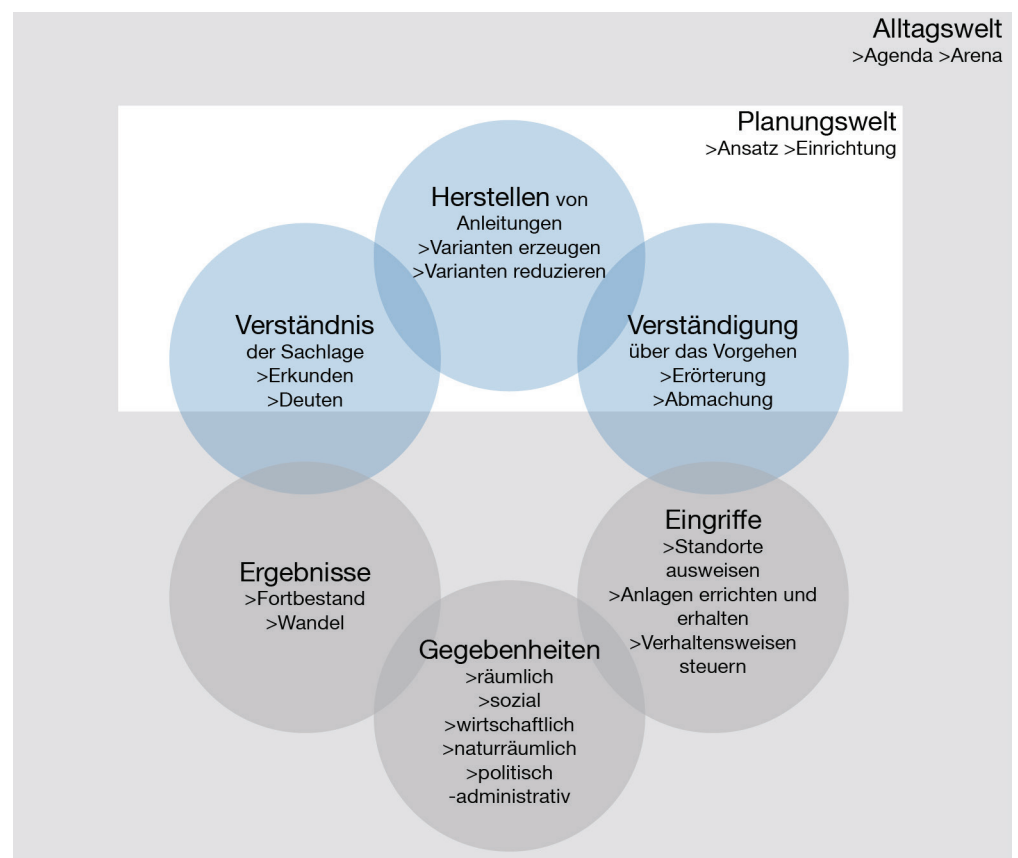 Alltagswelt
>Agenda >Arena
Planungswelt
>Ansatz >Einrichtung
Herstellen von
Anleitungen
>Varianten erzeugen
>Varianten reduzieren
Verständnis
der Sachlage
>Erkunden
>Deuten
Verständigung
über das Vorgehen
>Erörterung
>Abmachung
Ergebnisse
>Fortbestand
>Wandel
Gegebenheiten
>räumlich
>sozial
>wirtschaftlich
>naturräumlich
>politisch
-administrativ
Eingriffe
>Standorte
ausweisen
>Anlagen errichten und
erhalten
>Verhaltensweisen
steuern